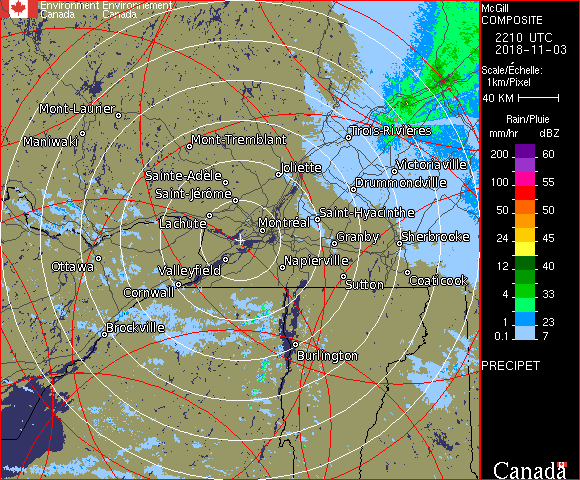 Environment Environnement
Canada Canada
McGill
COMPOSITE
2210 UTC
2018-11-03
Scale/Échelle:
1km/Pixel
40 KM
Rain/Pluie
mm/hr dBZ
200 60
100 55
50 50
24 45
12 40
4 33
1 23
0.1 7
PRECIPET
Mont-Laurier
Maniwaki
Mont-Tremblant
Trois-Rivières
Sainte-Adèle
Joliette
Victoriaville
Saint-Jérôme
Drummondville
Lachute
Montréal
Saint-Hyacinthe
Granby
Sherbrooke
Ottawa
Valleyfield
Napierville
Cornwall
Sutton
Coaticook
Brockville
Burlington
Canada